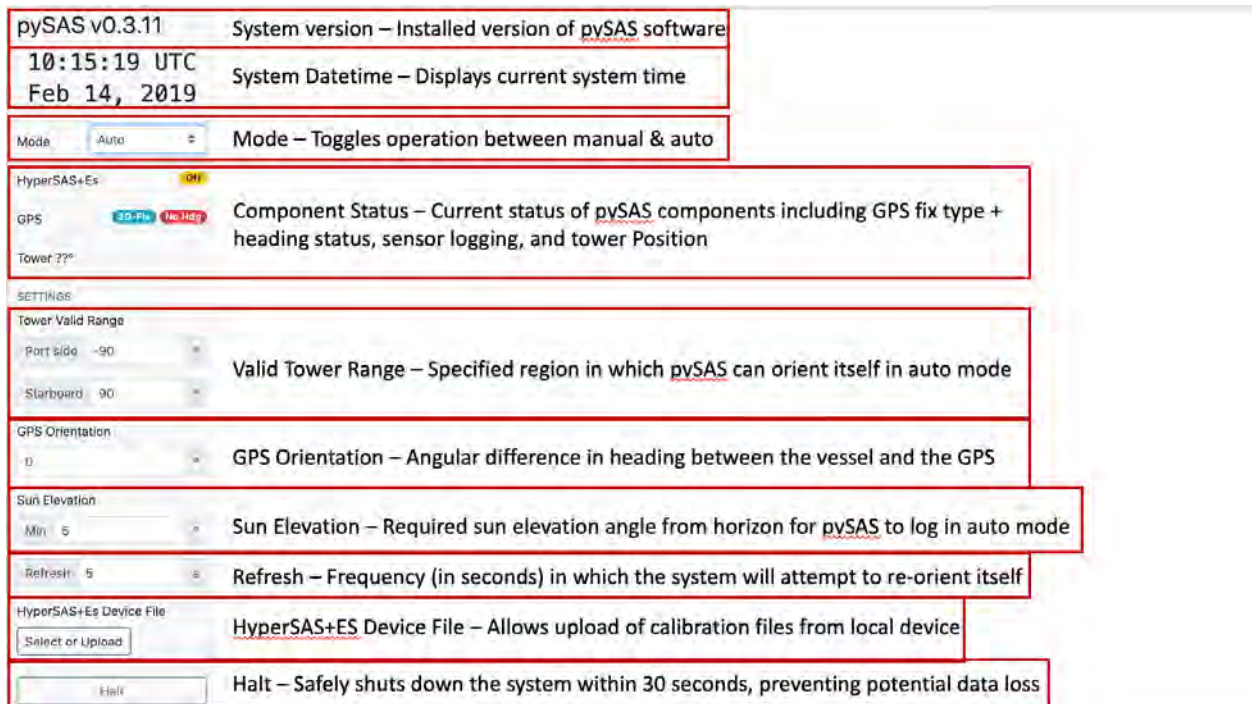 pySAS v0.3.11
System version – Installed version of pySAS software
10:15:19 UTC
Feb 14, 2019
System Datetime – Displays current system time
Mode Auto
Mode – Toggles operation between manual & auto
HyperSAS+Es Off
GPS 3D-Fix No Hdg
Tower ??°
Component Status – Current status of pySAS components including GPS fix type +
heading status, sensor logging, and tower Position
SETTINGS
Tower Valid Range
Port side -90 °
Starboard 90 °
Valid Tower Range – Specified region in which pySAS can orient itself in auto mode
GPS Orientation
0 °
GPS Orientation – Angular difference in heading between the vessel and the GPS
Sun Elevation
Min 5 °
Sun Elevation – Required sun elevation angle from horizon for pySAS to log in auto mode
Refresh 5 s
Refresh – Frequency (in seconds) in which the system will attempt to re-orient itself
HyperSAS+Es Device File
Select or Upload
HyperSAS+ES Device File – Allows upload of calibration files from local device
Halt
Halt – Safely shuts down the system within 30 seconds, preventing potential data loss